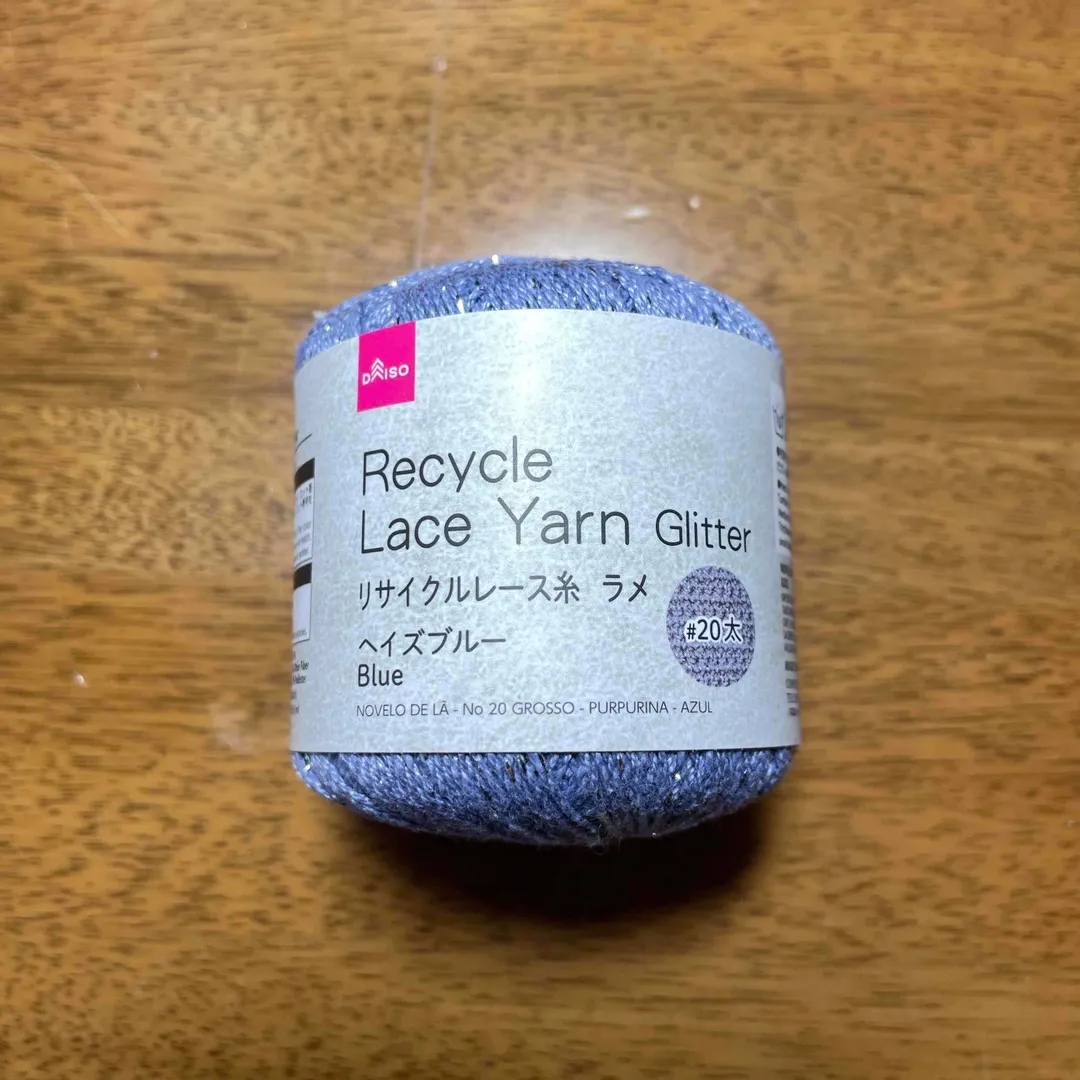 DAISO
Recycle
Lace Yarn Glitter
リサイクルレース糸 ラメ
#20太
ヘイズブルー
Blue
NOVELO DE LÃ - No 20 GROSSO - PURPURINA - AZUL